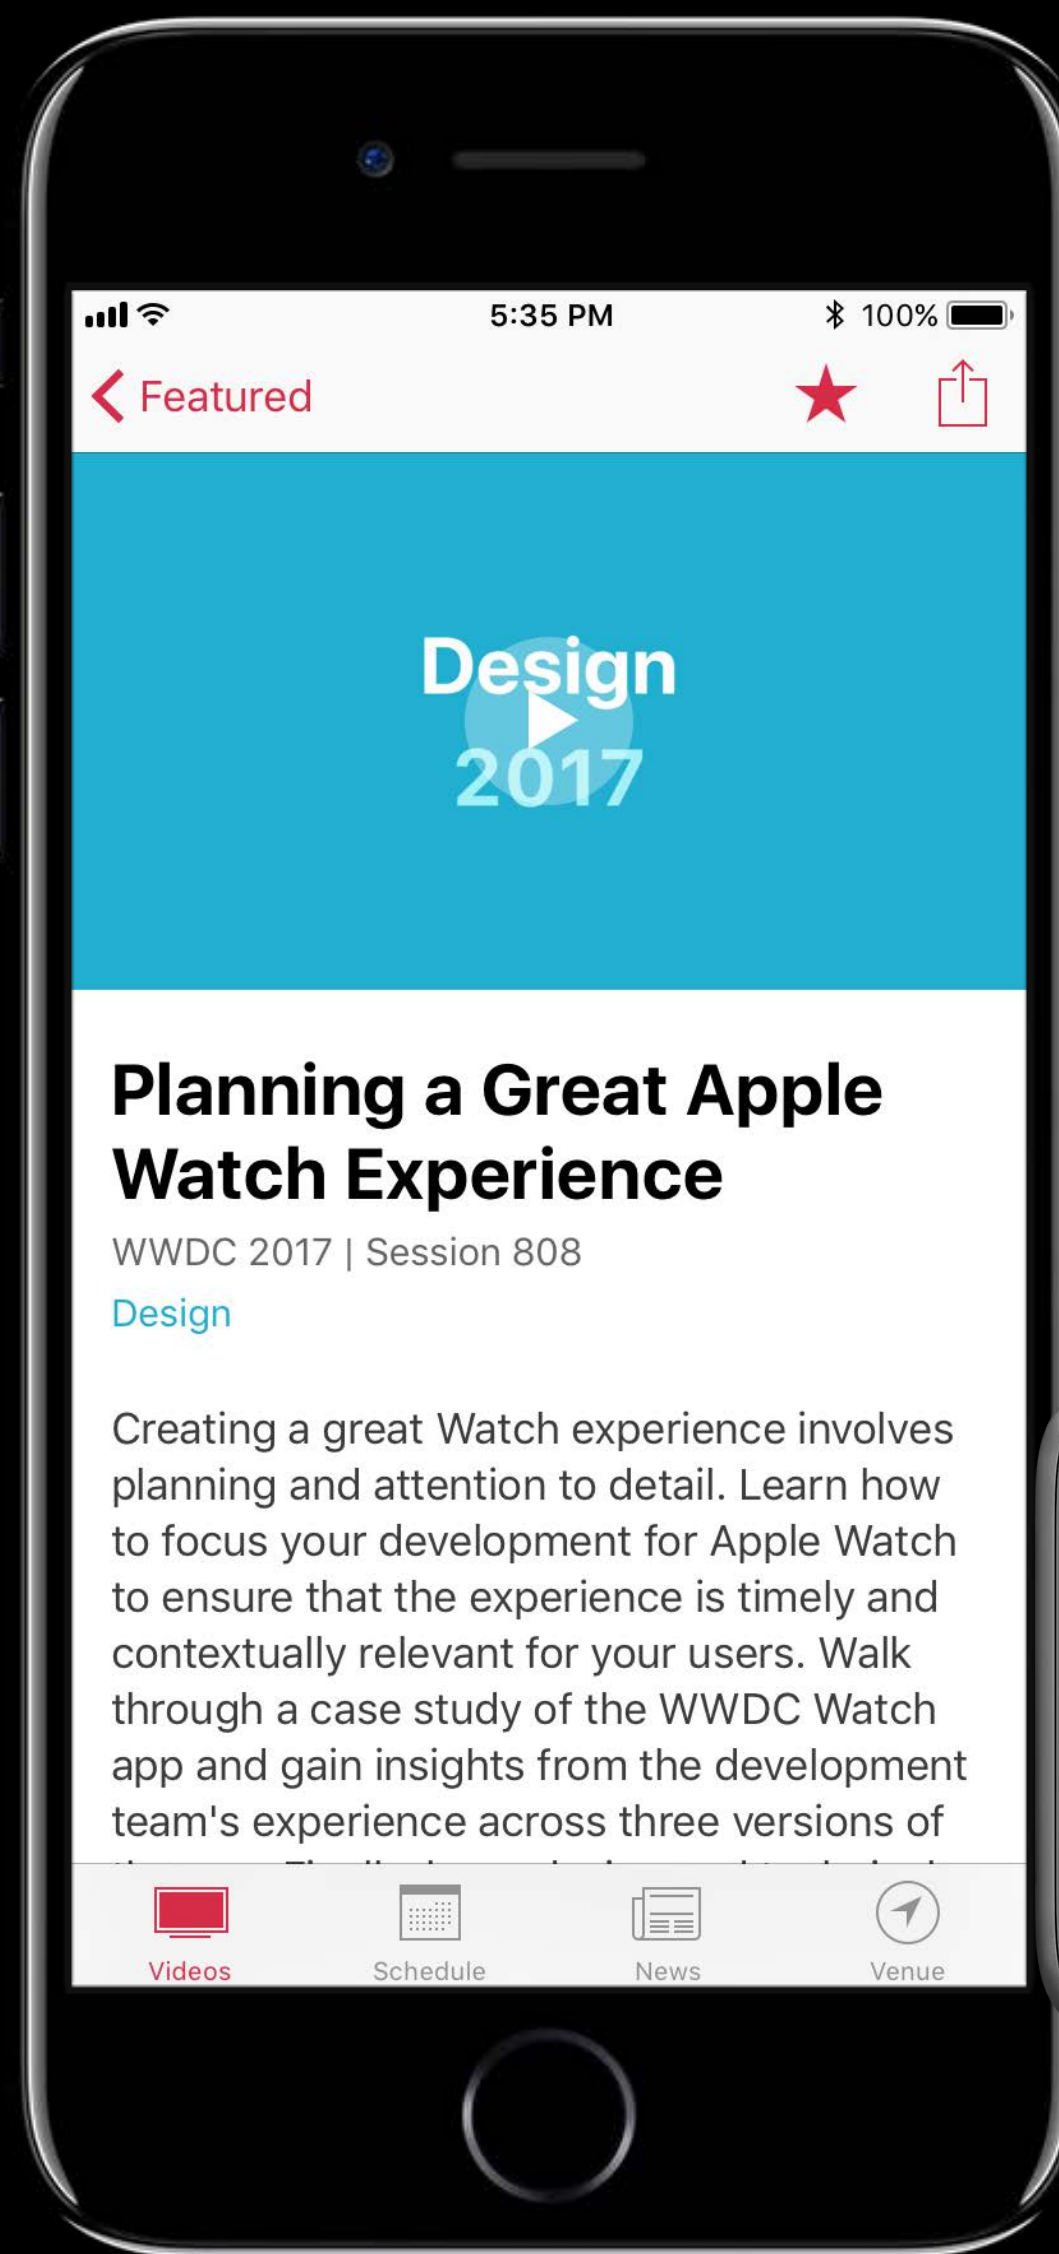 5:35 PM
100%
Featured
Design
2017
Planning a Great Apple
Watch Experience
WWDC 2017 | Session 808
Design
Creating a great Watch experience involves
planning and attention to detail. Learn how
to focus your development for Apple Watch
to ensure that the experience is timely and
contextually relevant for your users. Walk
through a case study of the WWDC Watch
app and gain insights from the development
team's experience across three versions of
Videos
Schedule
News
Venue